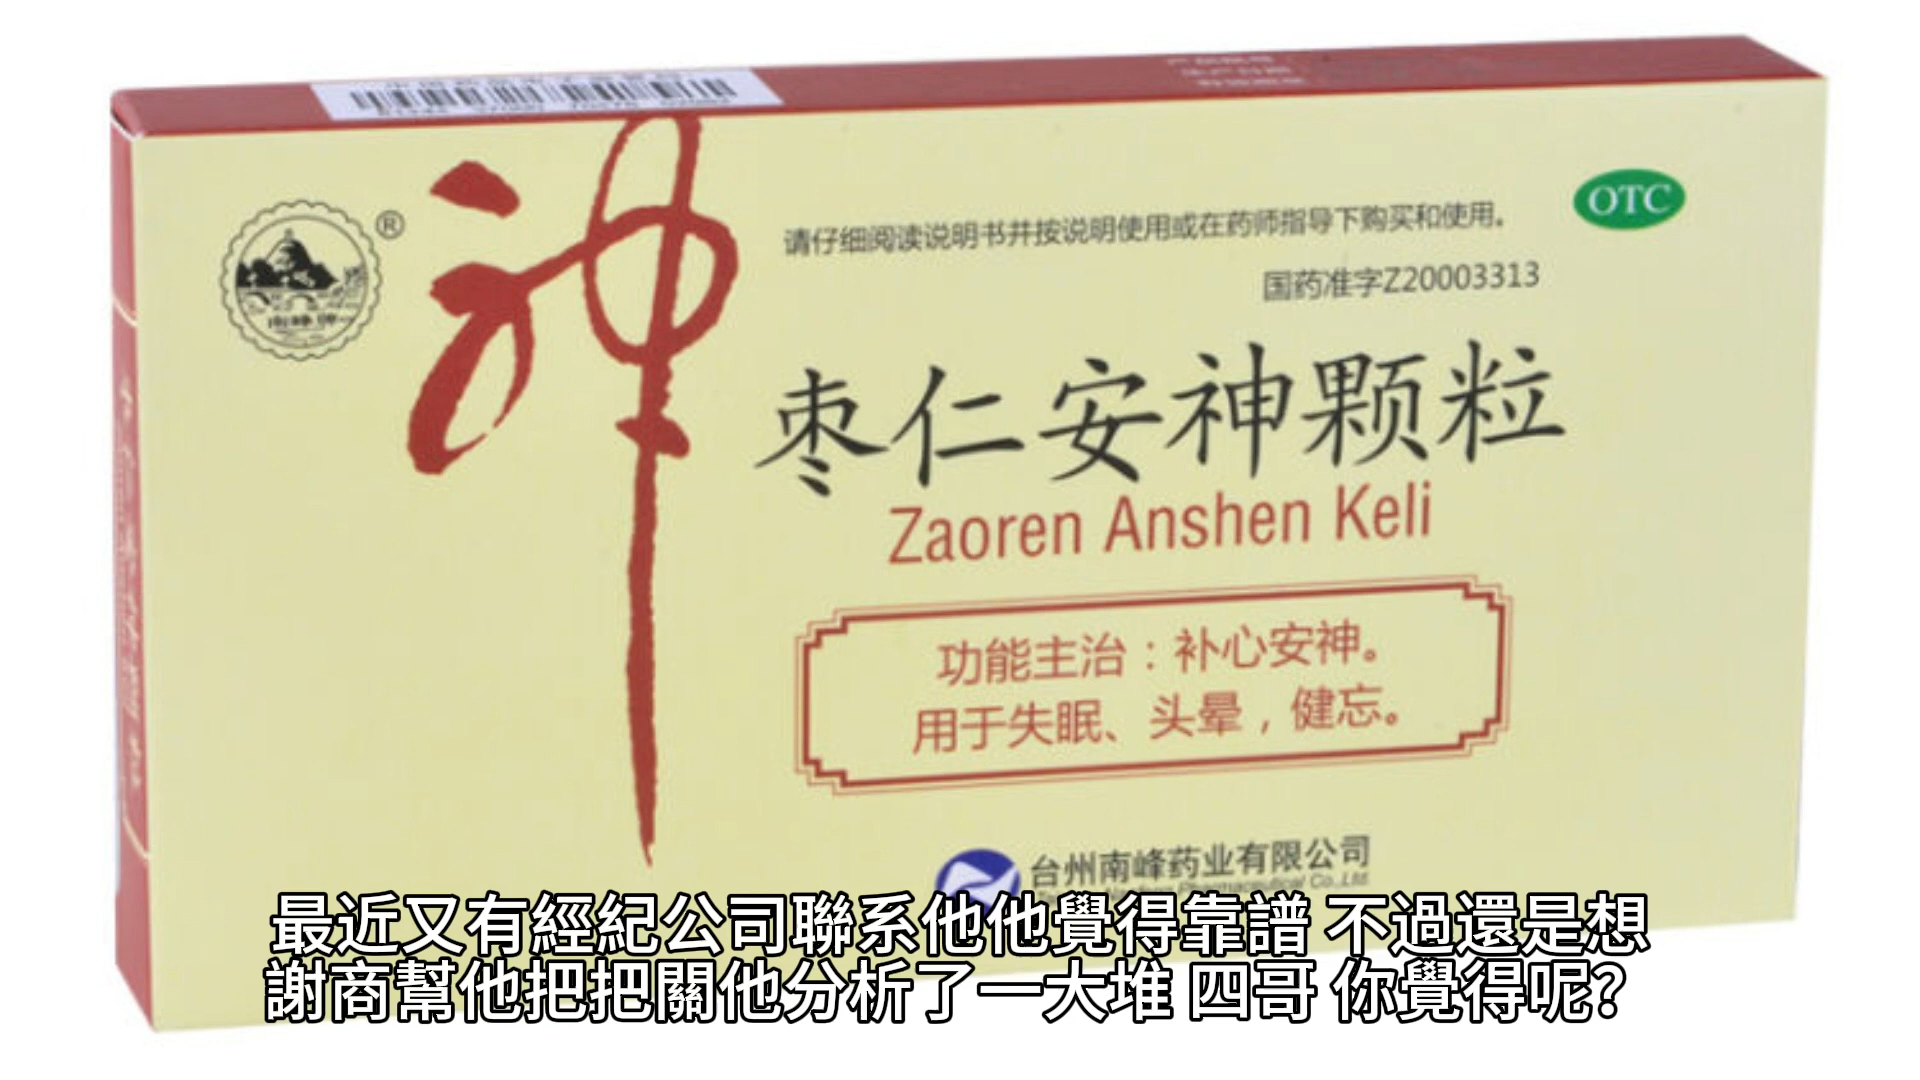 神
®
OTC
请仔细阅读说明书并按说明使用或在药师指导下购买和使用。
国药准字Z20003313
枣仁安神颗粒
Zaoren Anshen Keli
功能主治：补心安神。
用于失眠、头晕，健忘。
台州南峰药业有限公司
Pharmaceutical Co.,Ltd.
最近又有經紀公司聯系他他覺得靠譜 不過還是想
謝商幫他把把關他分析了一大堆 四哥 你覺得呢？